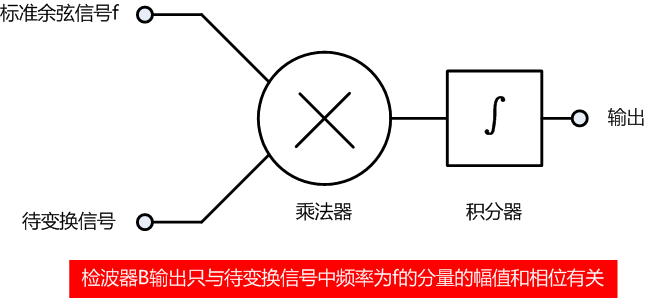 标准余弦信号f
待变换信号
乘法器
∫
积分器
输出
检波器B输出只与待变换信号中频率为f的分量的幅值和相位有关